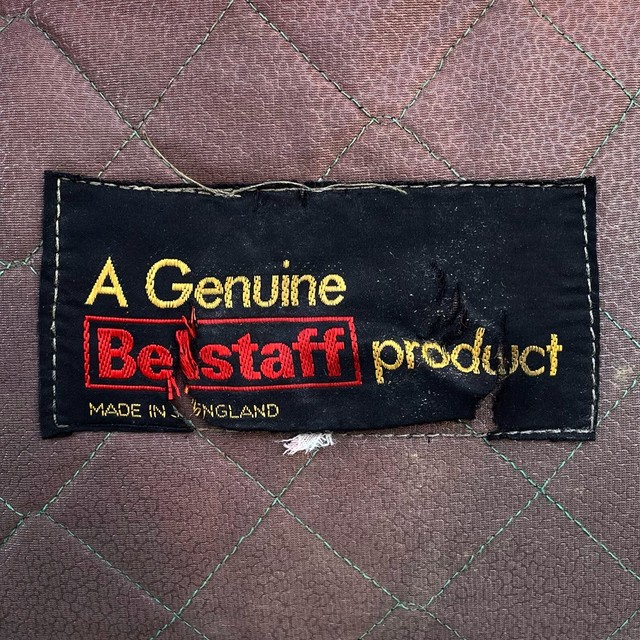 A Genuine
Belstaff product
MADE IN ENGLAND